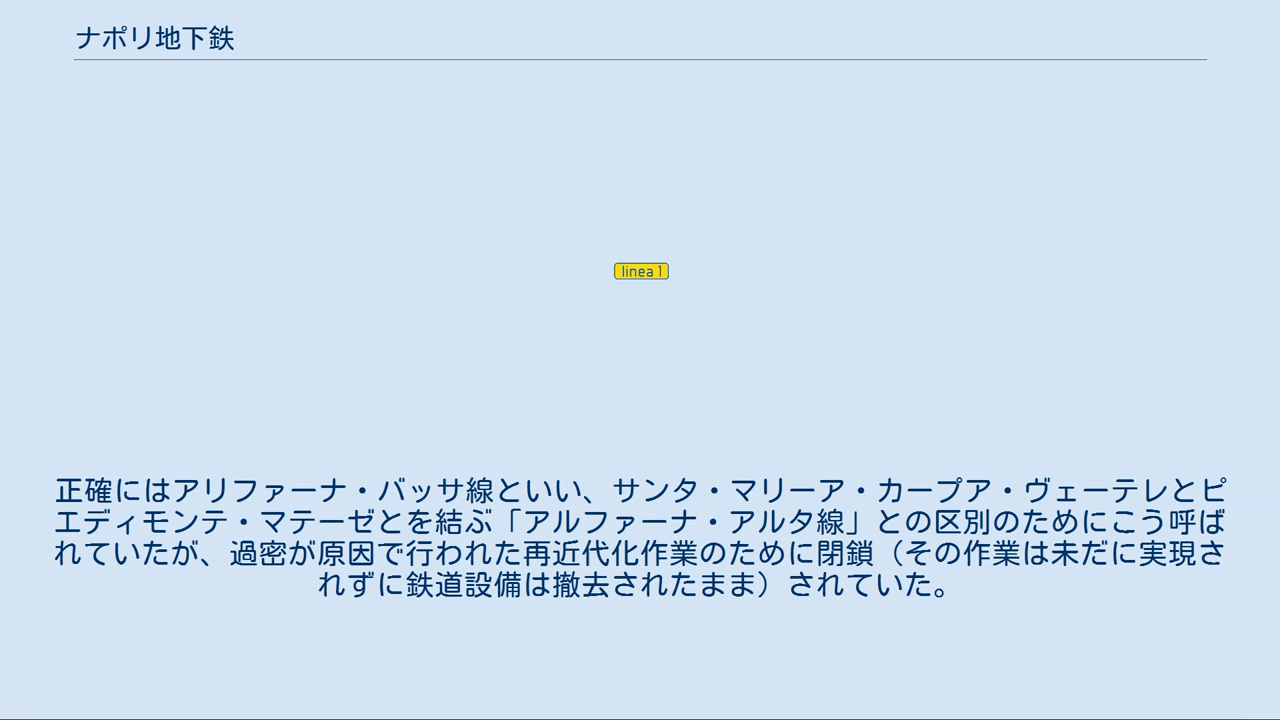 ナポリ地下鉄
linea 1
正確にはアリファーナ・バッサ線といい、サンタ・マリーア・カープア・ヴェーテレとピ
エディモンテ・マテーゼとを結ぶ「アルファーナ・アルタ線」との区別のためにこう呼ば
れていたが、過密が原因で行われた再近代化作業のために閉鎖（その作業は未だに実現さ
れずに鉄道設備は撤去されたまま）されていた。